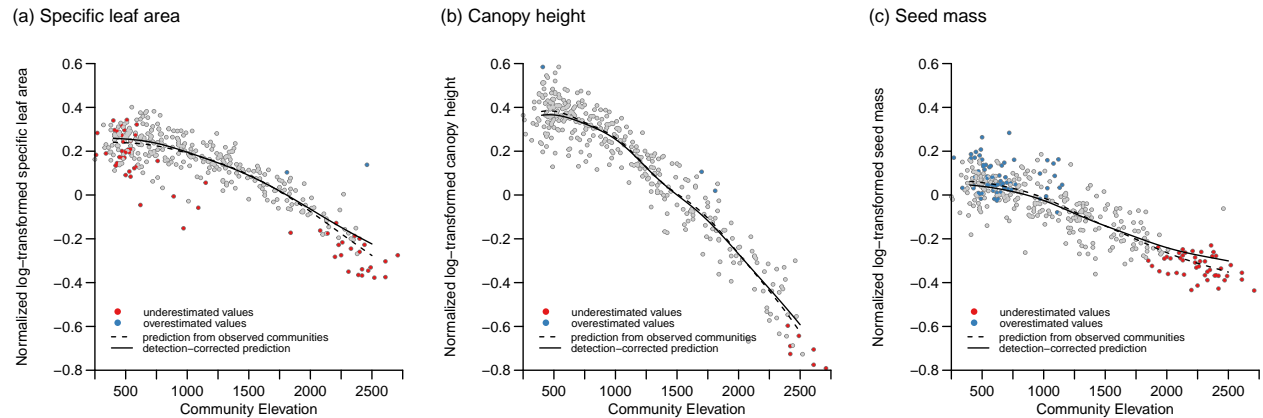 (a) Specific leaf area
(b) Canopy height
(c) Seed mass
Normalized log−transformed specific leaf area
0.6
0.4
0.2
0
−0.2
−0.4
−0.6
−0.8
underestimated values
overestimated values
prediction from observed communities
detection−corrected prediction
500
1000
1500
2000
2500
Community Elevation
Normalized log−transformed canopy height
0.6
0.4
0.2
0
−0.2
−0.4
−0.6
−0.8
underestimated values
overestimated values
prediction from observed communities
detection−corrected prediction
500
1000
1500
2000
2500
Community Elevation
Normalized log−transformed seed mass
0.6
0.4
0.2
0
−0.2
−0.4
−0.6
−0.8
underestimated values
overestimated values
prediction from observed communities
detection−corrected prediction
500
1000
1500
2000
2500
Community Elevation